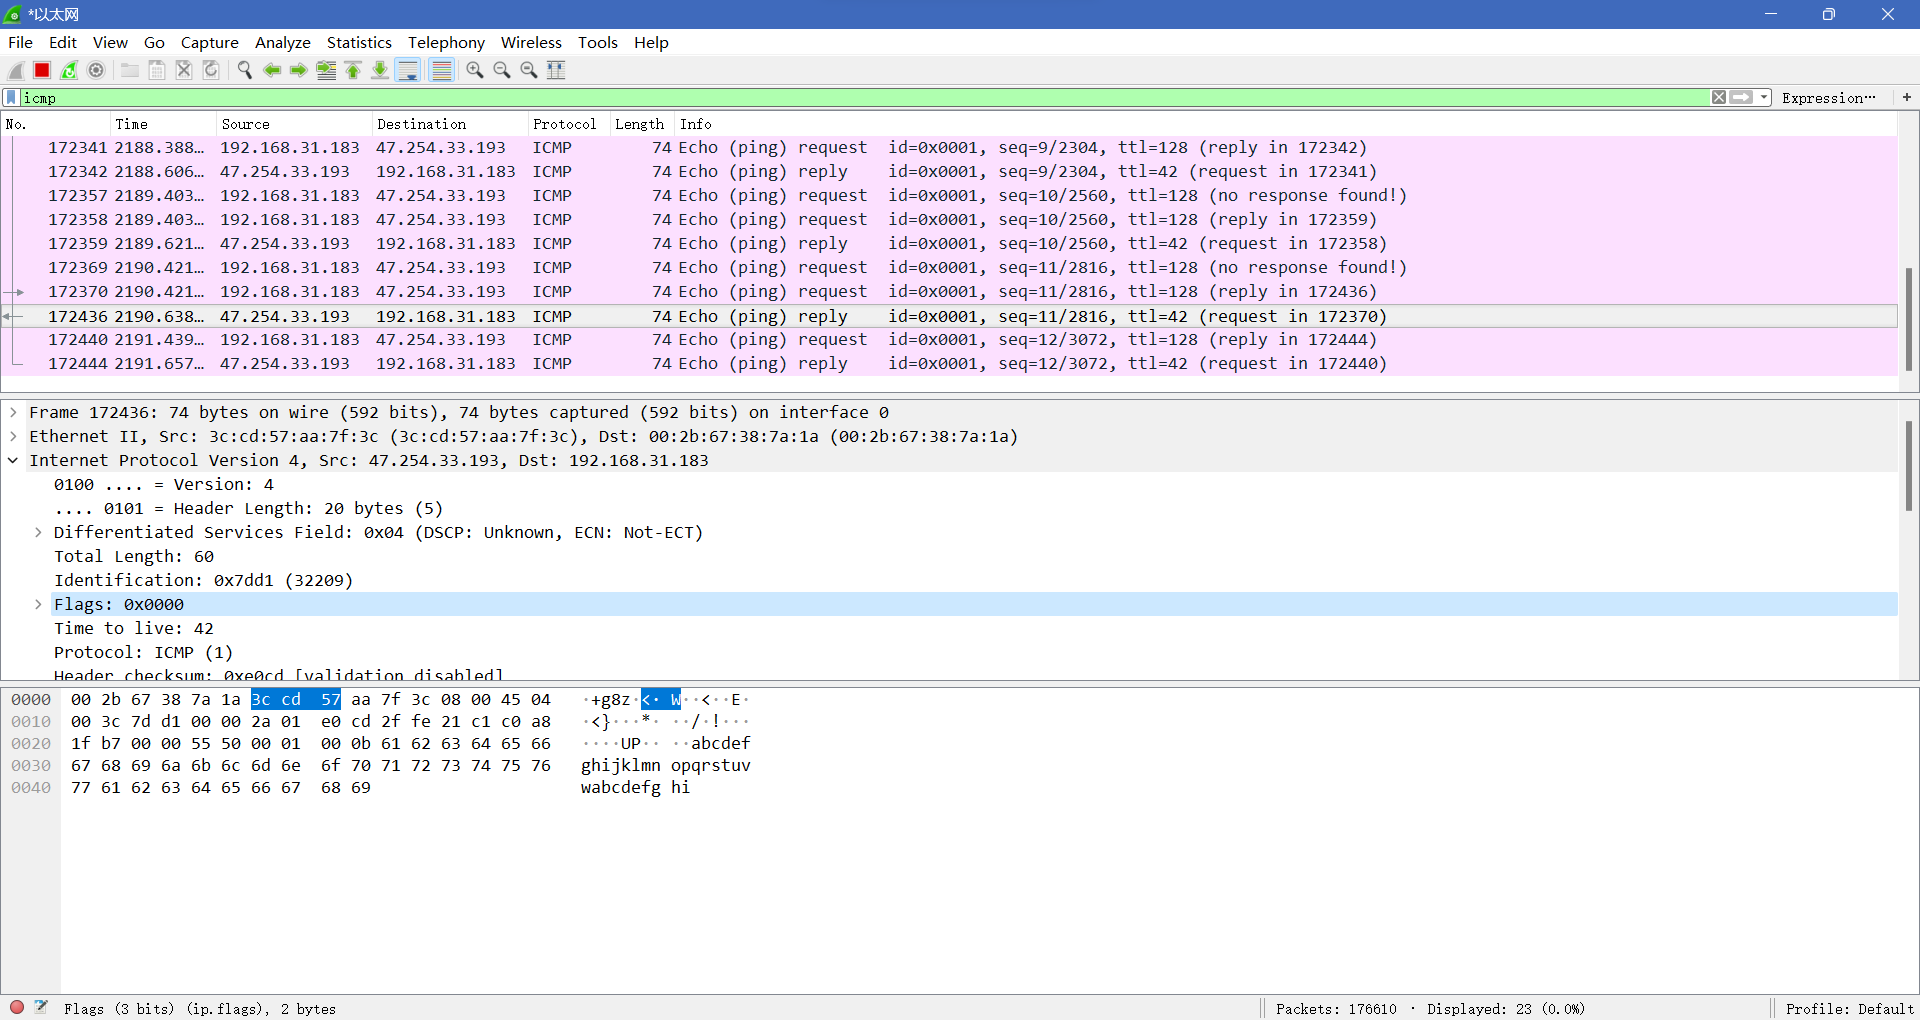 *以太网
File Edit View Go Capture Analyze Statistics Telephony Wireless Tools Help
icmp Expression… +
No. Time Source Destination Protocol Length Info
172341 2188.388… 192.168.31.183 47.254.33.193 ICMP 74 Echo (ping) request id=0x0001, seq=9/2304, ttl=128 (reply in 172342)
172342 2188.606… 47.254.33.193 192.168.31.183 ICMP 74 Echo (ping) reply id=0x0001, seq=9/2304, ttl=42 (request in 172341)
172357 2189.403… 192.168.31.183 47.254.33.193 ICMP 74 Echo (ping) request id=0x0001, seq=10/2560, ttl=128 (no response found!)
172358 2189.403… 192.168.31.183 47.254.33.193 ICMP 74 Echo (ping) request id=0x0001, seq=10/2560, ttl=128 (reply in 172359)
172359 2189.621… 47.254.33.193 192.168.31.183 ICMP 74 Echo (ping) reply id=0x0001, seq=10/2560, ttl=42 (request in 172358)
172369 2190.421… 192.168.31.183 47.254.33.193 ICMP 74 Echo (ping) request id=0x0001, seq=11/2816, ttl=128 (no response found!)
172370 2190.421… 192.168.31.183 47.254.33.193 ICMP 74 Echo (ping) request id=0x0001, seq=11/2816, ttl=128 (reply in 172436)
172436 2190.638… 47.254.33.193 192.168.31.183 ICMP 74 Echo (ping) reply id=0x0001, seq=11/2816, ttl=42 (request in 172370)
172440 2191.439… 192.168.31.183 47.254.33.193 ICMP 74 Echo (ping) request id=0x0001, seq=12/3072, ttl=128 (reply in 172444)
172444 2191.657… 47.254.33.193 192.168.31.183 ICMP 74 Echo (ping) reply id=0x0001, seq=12/3072, ttl=42 (request in 172440)
Frame 172436: 74 bytes on wire (592 bits), 74 bytes captured (592 bits) on interface 0
Ethernet II, Src: 3c:cd:57:aa:7f:3c (3c:cd:57:aa:7f:3c), Dst: 00:2b:67:38:7a:1a (00:2b:67:38:7a:1a)
Internet Protocol Version 4, Src: 47.254.33.193, Dst: 192.168.31.183
0100 .... = Version: 4
.... 0101 = Header Length: 20 bytes (5)
Differentiated Services Field: 0x04 (DSCP: Unknown, ECN: Not-ECT)
Total Length: 60
Identification: 0x7dd1 (32209)
Flags: 0x0000
Time to live: 42
Protocol: ICMP (1)
Header checksum: 0xe0cd [validation disabled]
0000 00 2b 67 38 7a 1a 3c cd 57 aa 7f 3c 08 00 45 04 ·+g8z·<· W··<··E·
0010 00 3c 7d d1 00 00 2a 01 e0 cd 2f fe 21 c1 c0 a8 ·<}···*· ··/·!···
0020 1f b7 00 00 55 50 00 01 00 0b 61 62 63 64 65 66 ····UP·· ··abcdef
0030 67 68 69 6a 6b 6c 6d 6e 6f 70 71 72 73 74 75 76 ghijklmn opqrstuv
0040 77 61 62 63 64 65 66 67 68 69 wabcdefg hi
Flags (3 bits) (ip.flags), 2 bytes Packets: 176610 · Displayed: 23 (0.0%) Profile: Default